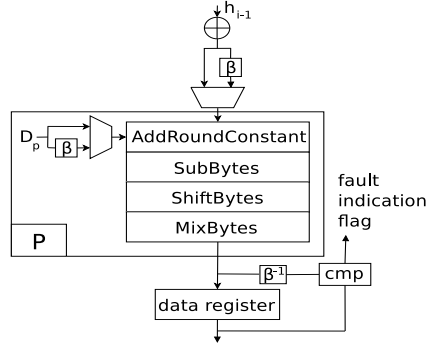 h i-1
β
D p
β
AddRoundConstant
SubBytes
ShiftBytes
MixBytes
P
fault
indication
flag
β-1
cmp
data register